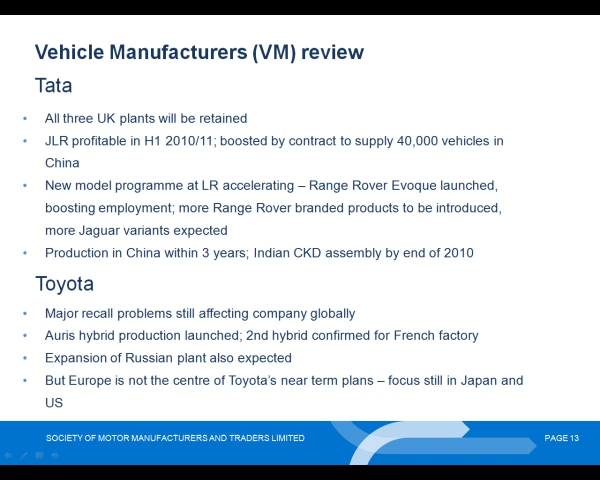 Vehicle Manufacturers (VM) review
Tata
• All three UK plants will be retained
• JLR profitable in H1 2010/11; boosted by contract to supply 40,000 vehicles in
China
• New model programme at LR accelerating – Range Rover Evoque launched,
boosting employment; more Range Rover branded products to be introduced,
more Jaguar variants expected
• Production in China within 3 years; Indian CKD assembly by end of 2010
Toyota
• Major recall problems still affecting company globally
• Auris hybrid production launched; 2nd hybrid confirmed for French factory
• Expansion of Russian plant also expected
• But Europe is not the centre of Toyota's near term plans – focus still in Japan and
US
SOCIETY OF MOTOR MANUFACTURERS AND TRADERS LIMITED
PAGE 13